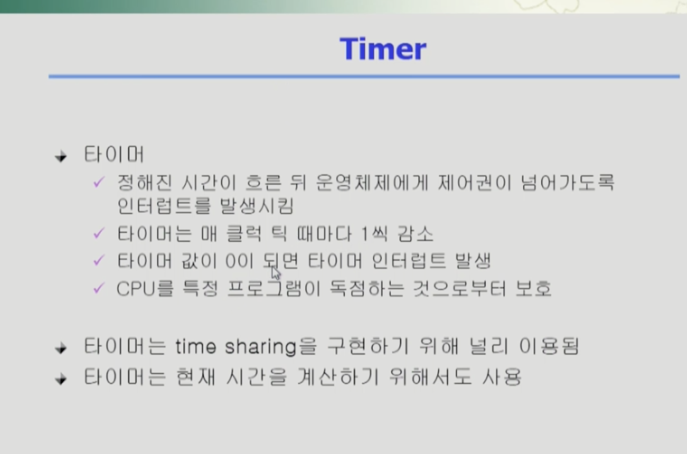 Timer
타이머
정해진 시간이 흐른 뒤 운영체제에게 제어권이 넘어가도록
인터럽트를 발생시킴
타이머는 매 클럭 틱 때마다 1씩 감소
타이머 값이 0이 되면 타이머 인터럽트 발생
CPU를 특정 프로그램이 독점하는 것으로부터 보호
타이머는 time sharing을 구현하기 위해 널리 이용됨
타이머는 현재 시간을 계산하기 위해서도 사용